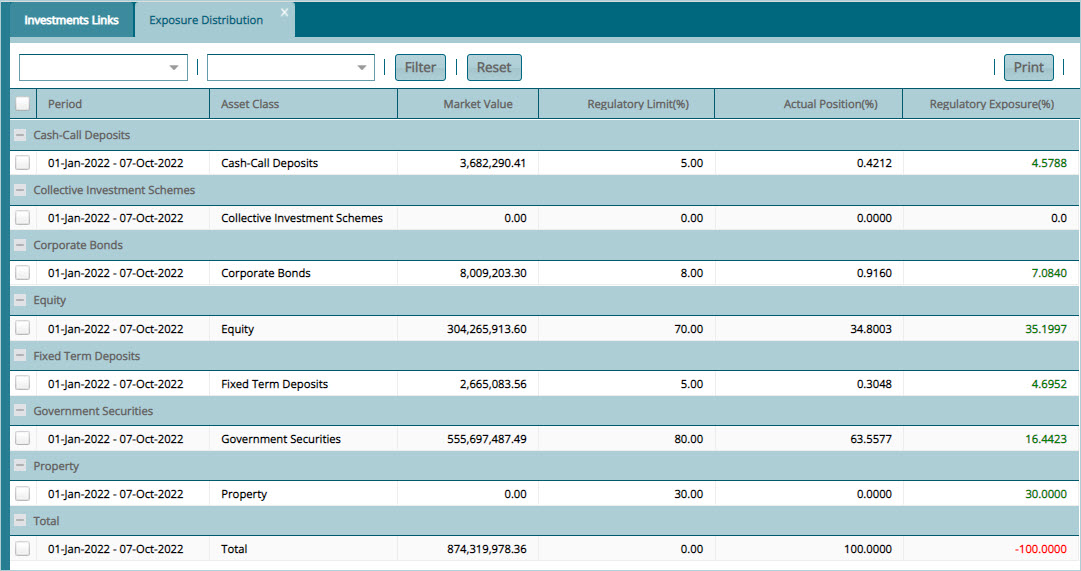 Investments Links Exposure Distribution x
Filter Reset Print
Period Asset Class Market Value Regulatory Limit(%) Actual Position(%) Regulatory Exposure(%)
Cash-Call Deposits
01-Jan-2022 - 07-Oct-2022 Cash-Call Deposits 3,682,290.41 5.00 0.4212 4.5788
Collective Investment Schemes
01-Jan-2022 - 07-Oct-2022 Collective Investment Schemes 0.00 0.00 0.0000 0.0
Corporate Bonds
01-Jan-2022 - 07-Oct-2022 Corporate Bonds 8,009,203.30 8.00 0.9160 7.0840
Equity
01-Jan-2022 - 07-Oct-2022 Equity 304,265,913.60 70.00 34.8003 35.1997
Fixed Term Deposits
01-Jan-2022 - 07-Oct-2022 Fixed Term Deposits 2,665,083.56 5.00 0.3048 4.6952
Government Securities
01-Jan-2022 - 07-Oct-2022 Government Securities 555,697,487.49 80.00 63.5577 16.4423
Property
01-Jan-2022 - 07-Oct-2022 Property 0.00 30.00 0.0000 30.0000
Total
01-Jan-2022 - 07-Oct-2022 Total 874,319,978.36 0.00 100.0000 -100.0000